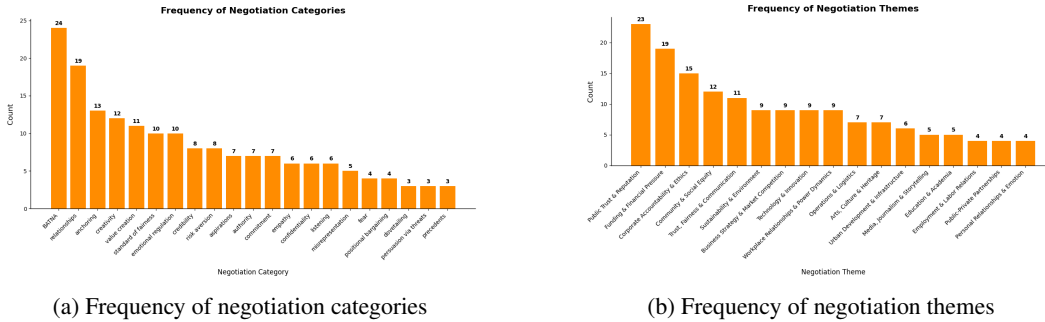 Frequency of Negotiation Categories
25
20
15
10
5
0
Count
24
19
13
12
11
10
10
8
8
7
7
7
6
6
6
5
4
4
3
3
3
BATNA
relationships
anchoring
creativity
value creation
standard of fairness
emotional regulation
credibility
risk aversion
aspirations
authority
commitment
empathy
confidentiality
listening
misrepresentation
fear
positional bargaining
dovetailing
persuasion via threats
precedents
Negotiation Category
(a) Frequency of negotiation categories
Frequency of Negotiation Themes
20
15
10
5
0
Count
23
19
15
12
11
9
9
9
9
7
7
6
5
5
4
4
4
Public Trust & Reputation
Funding & Financial Pressure
Corporate Accountability & Ethics
Community & Social Equity
Trust, Fairness & Communication
Sustainability & Environment
Business Strategy & Market Competition
Technology & Innovation
Workplace Relationships & Power Dynamics
Operations & Logistics
Arts, Culture & Heritage
Urban Development & Infrastructure
Media, Journalism & Storytelling
Education & Academia
Employment & Labor Relations
Public-Private Partnerships
Personal Relationships & Emotion
Negotiation Theme
(b) Frequency of negotiation themes